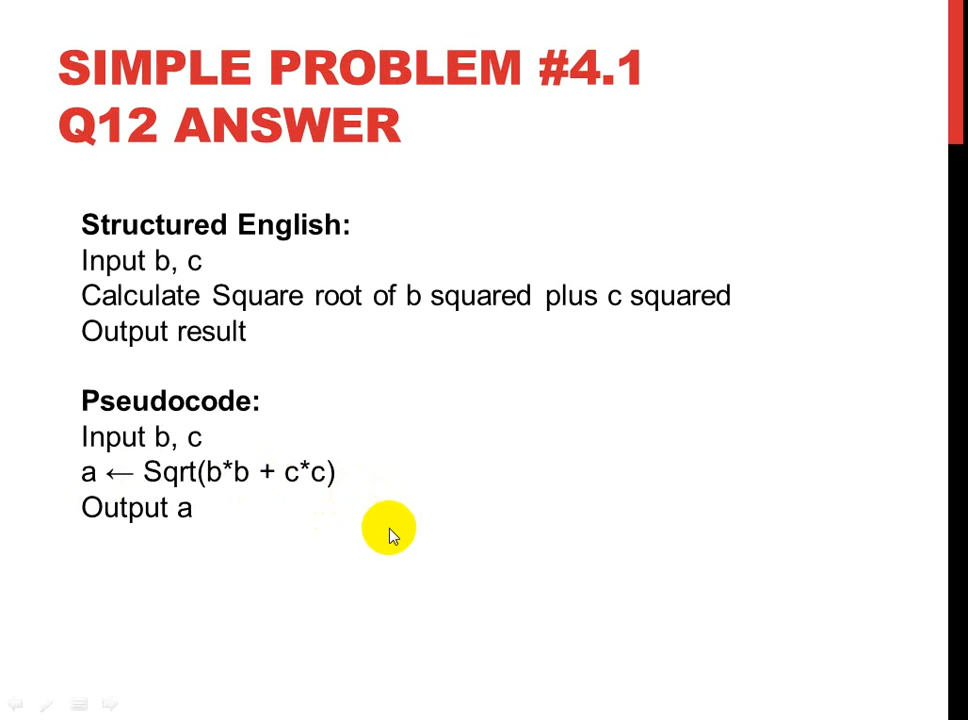 SIMPLE PROBLEM #4.1
Q12 ANSWER
Structured English:
Input b, c
Calculate Square root of b squared plus c squared
Output result
Pseudocode:
Input b, c
a ← Sqrt(b*b + c*c)
Output a